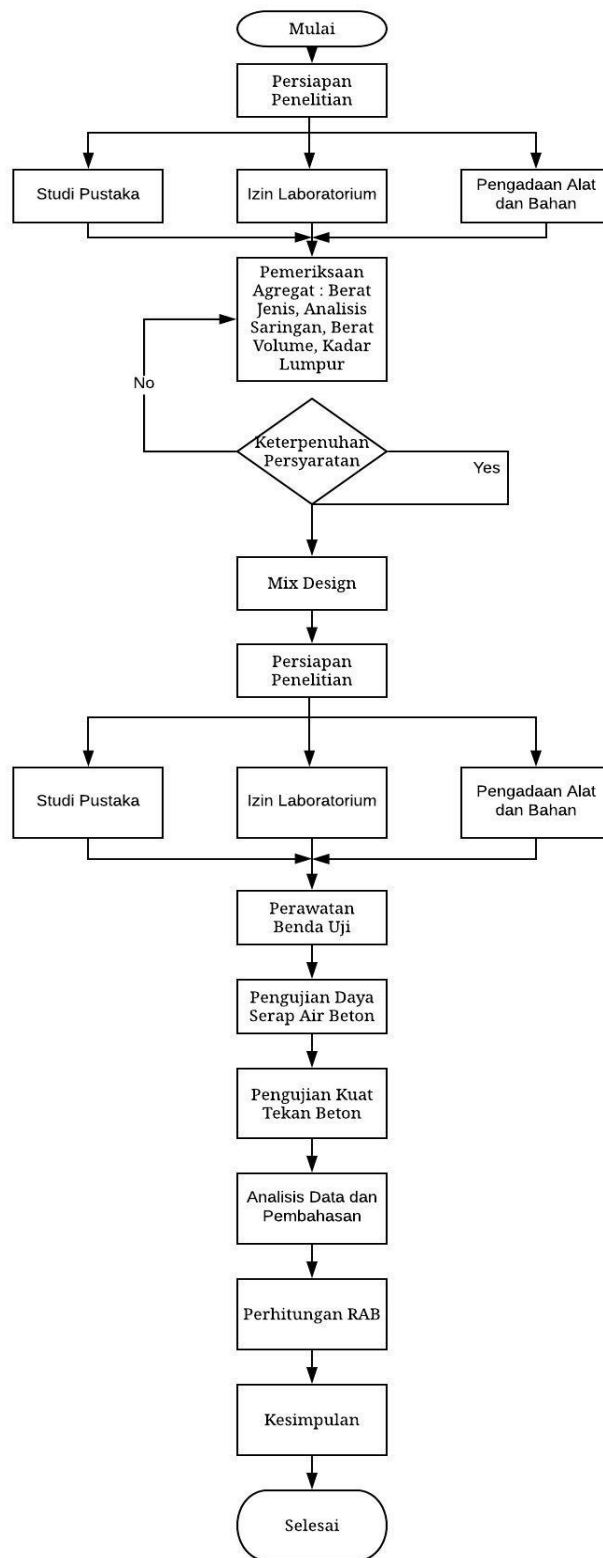 Mulai
Persiapan
Penelitian
Studi Pustaka
Izin Laboratorium
Pengadaan Alat
dan Bahan
Pemeriksaan
Agregat : Berat
Jenis, Analisis
Saringan, Berat
Volume, Kadar
Lumpur
No
Keterpenuhan
Persyaratan
Yes
Mix Design
Persiapan
Penelitian
Studi Pustaka
Izin Laboratorium
Pengadaan Alat
dan Bahan
Perawatan
Benda Uji
Pengujian Daya
Serap Air Beton
Pengujian Kuat
Tekan Beton
Analisis Data dan
Pembahasan
Perhitungan RAB
Kesimpulan
Selesai